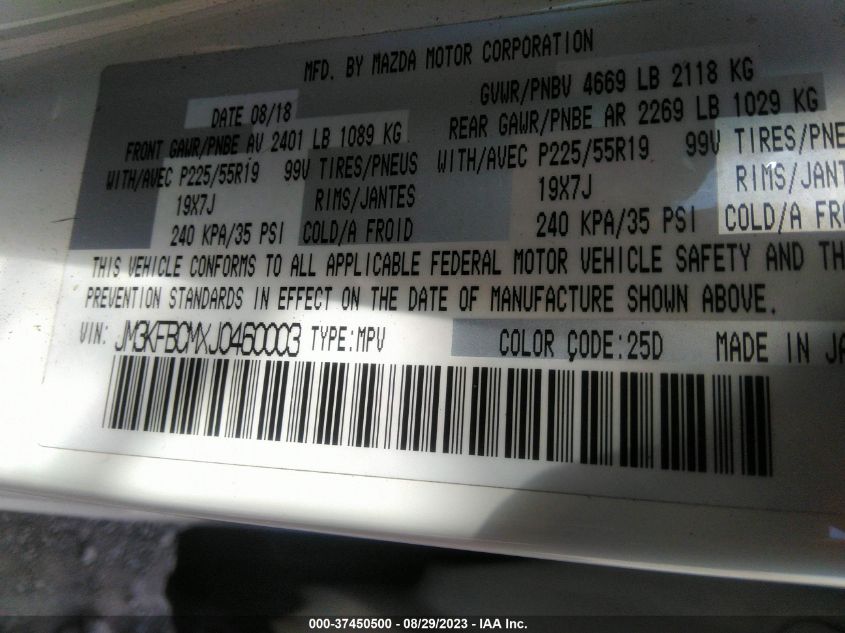 MFD. BY MAZDA MOTOR CORPORATION
DATE 08/18 GVWR/PNBV 4669 LB 2118 KG
FRONT GAWR/PNBE AV 2401 LB 1089 KG REAR GAWR/PNBE AR 2269 LB 1029 KG
WITH/AVEC P225/55R19 99V TIRES/PNEUS WITH/AVEC P225/55R19 99V TIRES/PNEU
19X7J RIMS/JANTES 19X7J RIMS/JANT
240 KPA/35 PSI COLD/A FROID 240 KPA/35 PSI COLD/A FRO
THIS VEHICLE CONFORMS TO ALL APPLICABLE FEDERAL MOTOR VEHICLE SAFETY AND TH
PREVENTION STANDARDS IN EFFECT ON THE DATE OF MANUFACTURE SHOWN ABOVE.
VIN: JM3KFBCMXJ0460003 TYPE:MPV COLOR CODE:25D MADE IN JA
000-37450500 / 08/29/2023 - IAA Inc.